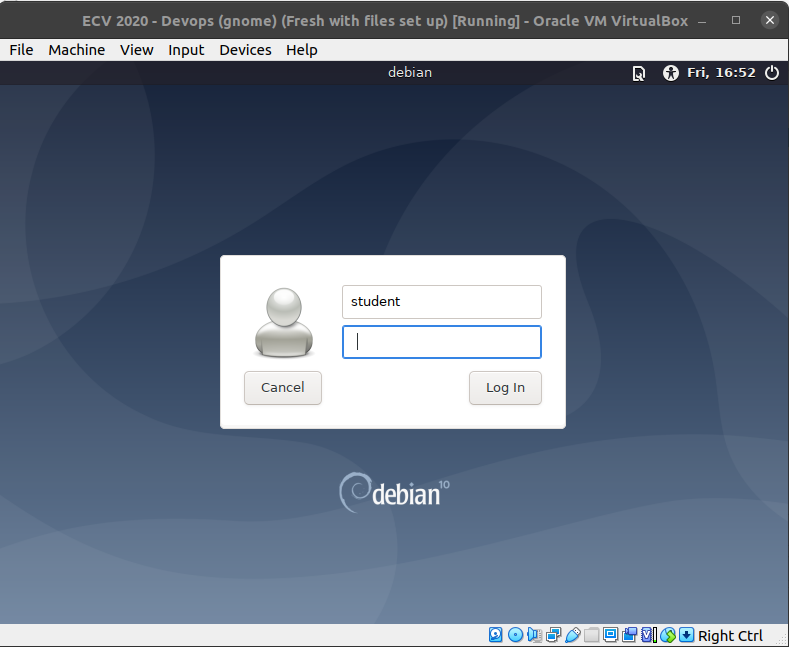 ECV 2020 - Devops (gnome) (Fresh with files set up) [Running] - Oracle VM VirtualBox
File Machine View Input Devices Help
debian Fri, 16:52
student
Cancel Log In
debian 10
Right Ctrl